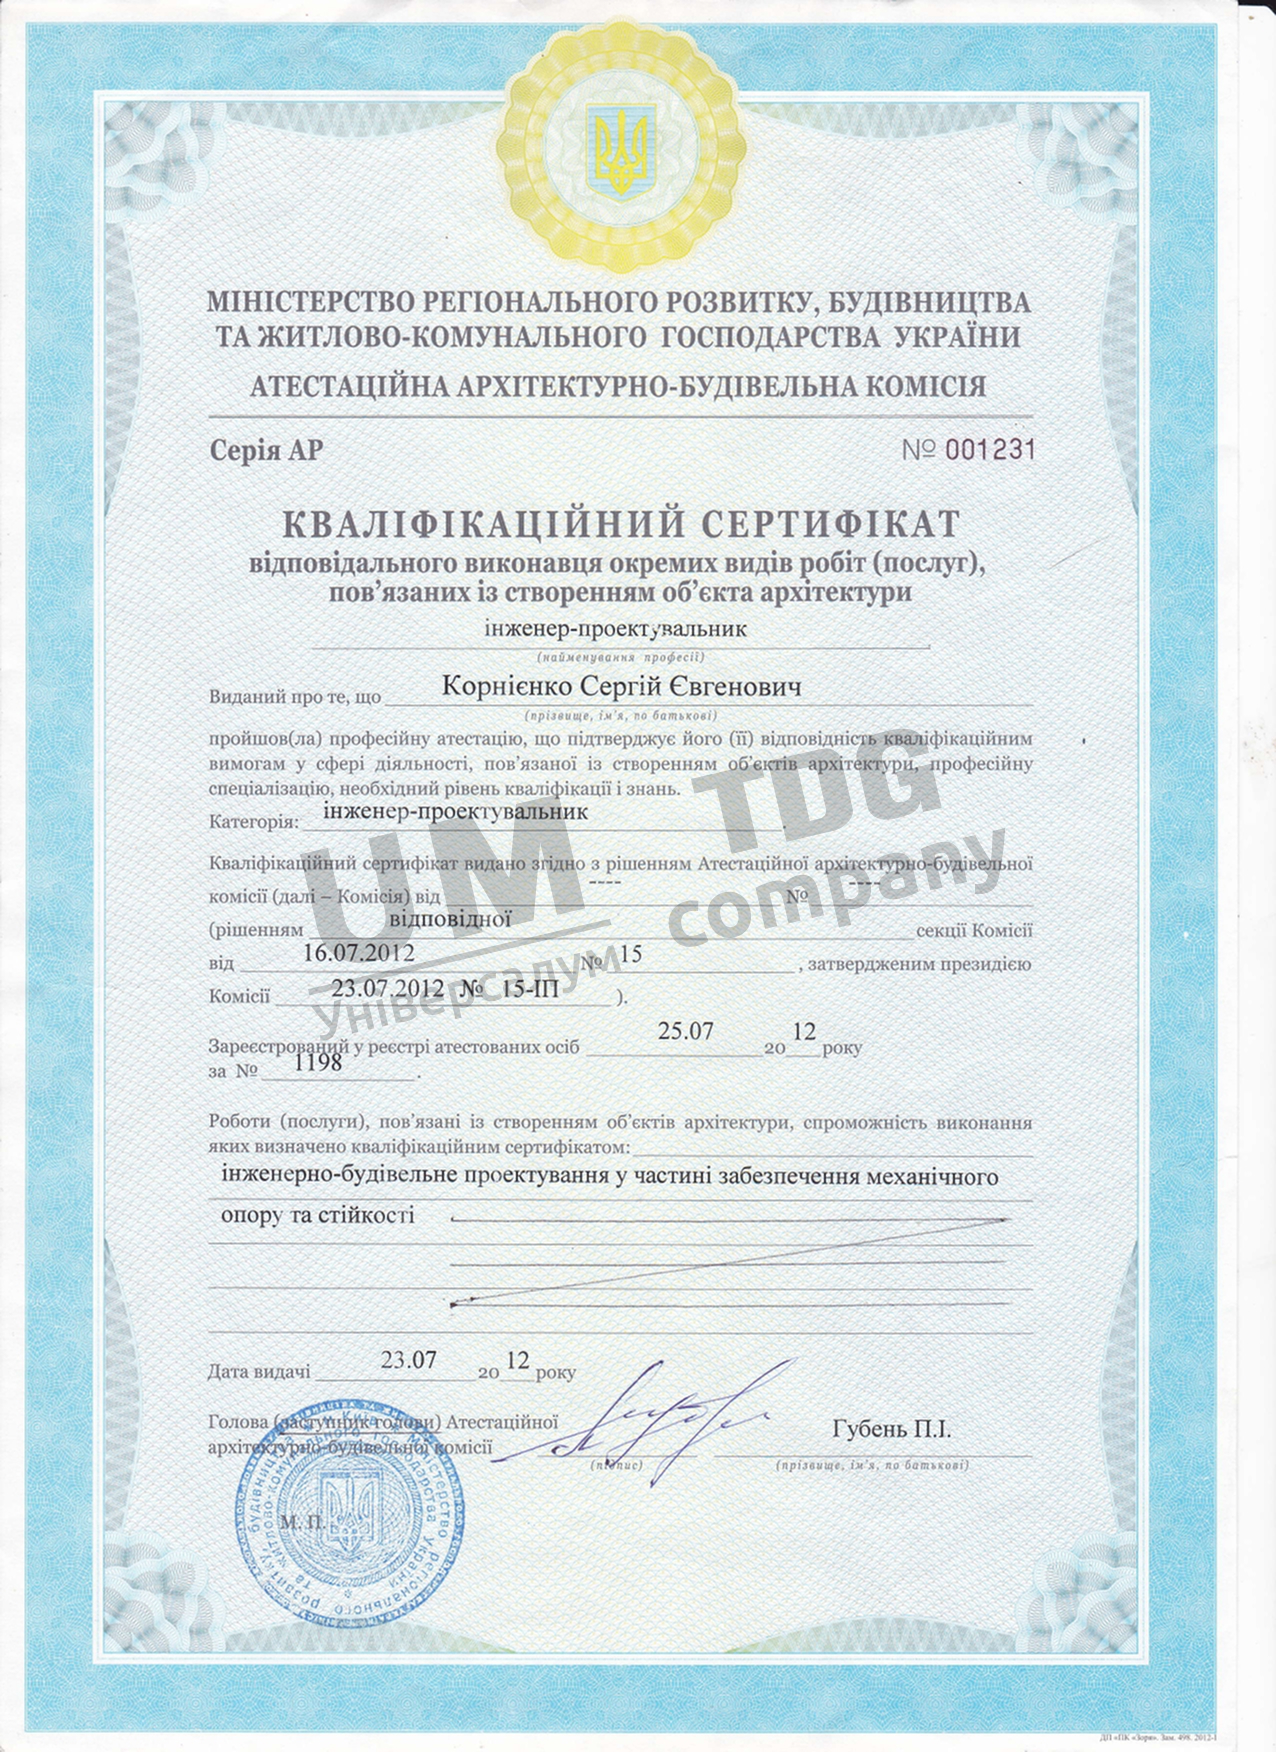 МІНІСТЕРСТВО РЕГІОНАЛЬНОГО РОЗВИТКУ, БУДІВНИЦТВА
ТА ЖИТЛОВО-КОМУНАЛЬНОГО ГОСПОДАРСТВА УКРАЇНИ
АТЕСТАЦІЙНА АРХІТЕКТУРНО-БУДІВЕЛЬНА КОМІСІЯ
Серія АР № 001231
КВАЛІФІКАЦІЙНИЙ СЕРТИФІКАТ
відповідального виконавця окремих видів робіт (послуг),
пов’язаних із створенням об’єкта архітектури
інженер-проектувальник
(найменування професії)
Виданий про те, що Корнієнко Сергій Євгенович
(прізвище, ім’я, по батькові)
пройшов(ла) професійну атестацію, що підтверджує його (її) відповідність кваліфікаційним
вимогам у сфері діяльності, пов’язаної із створенням об’єктів архітектури, професійну
спеціалізацію, необхідний рівень кваліфікації і знань.
Категорія: інженер-проектувальник.
Кваліфікаційний сертифікат видано згідно з рішенням Атестаційної архітектурно-будівельної
комісії (далі – Комісія) від ---- № ----
(рішенням відповідної секції Комісії
від 16.07.2012 № 15, затвердженим президією
Комісії 23.07.2012 № 15-ІП ).
UM TDG
Універсалум company
Зареєстрований у реєстрі атестованих осіб 25.07 2012 року
за № 1198.
Роботи (послуги), пов’язані із створенням об’єктів архітектури, спроможність виконання
яких визначено кваліфікаційним сертифікатом:
інженерно-будівельне проектування у частині забезпечення механічного
опору та стійкості
Дата видачі 23.07 2012 року
Голова (заступник голови) Атестаційної
архітектурно-будівельної комісії Губень П.І.
(підпис) (прізвище, ім’я, по батькові)
М. П.
Міністерство регіонального розвитку, будівництва та житлово-комунального господарства України
ДП «ПК «Зоря». Зам. 498. 2012-І